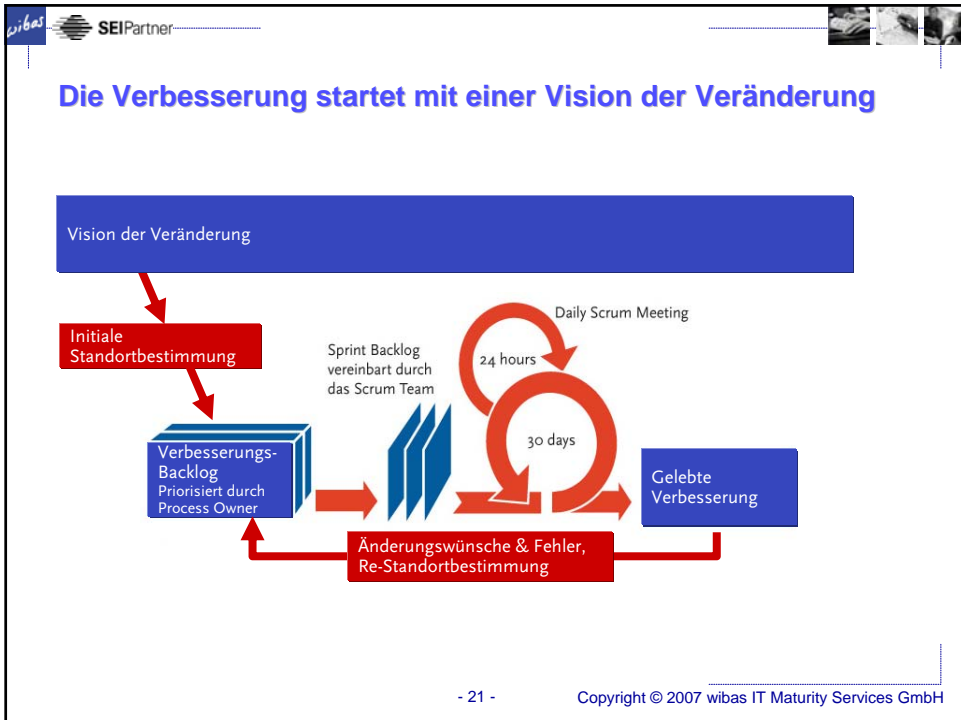 wibas
SEIPartner
Die Verbesserung startet mit einer Vision der Veränderung
Vision der Veränderung
Initiale
Standortbestimmung
Sprint Backlog
vereinbart durch
das Scrum Team
Daily Scrum Meeting
24 hours
30 days
Verbesserungs-
Backlog
Priorisiert durch
Process Owner
Gelebte
Verbesserung
Änderungswünsche & Fehler,
Re-Standortbestimmung
- 21 -
Copyright © 2007 wibas IT Maturity Services GmbH